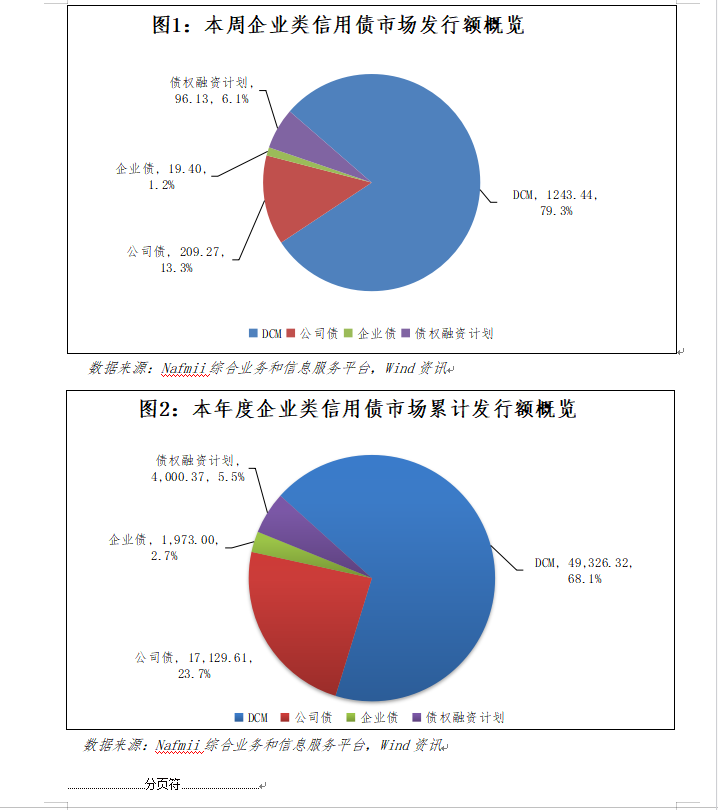 图1：本周企业类信用债市场发行额概览
债权融资计划，
96.13, 6.1%
企业债, 19.40,
1.2%
DCM, 1243.44,
79.3%
公司债, 209.27,
13.3%
DCM 公司债 企业债 债权融资计划
数据来源：Nafmii综合业务和信息服务平台，Wind资讯
图2：本年度企业类信用债市场累计发行额概览
债权融资计划，
4,000.37, 5.5%
企业债, 1,973.00,
2.7%
DCM, 49,326.32,
68.1%
公司债, 17,129.61,
23.7%
DCM 公司债 企业债 债权融资计划
数据来源：Nafmii综合业务和信息服务平台，Wind资讯
分页符